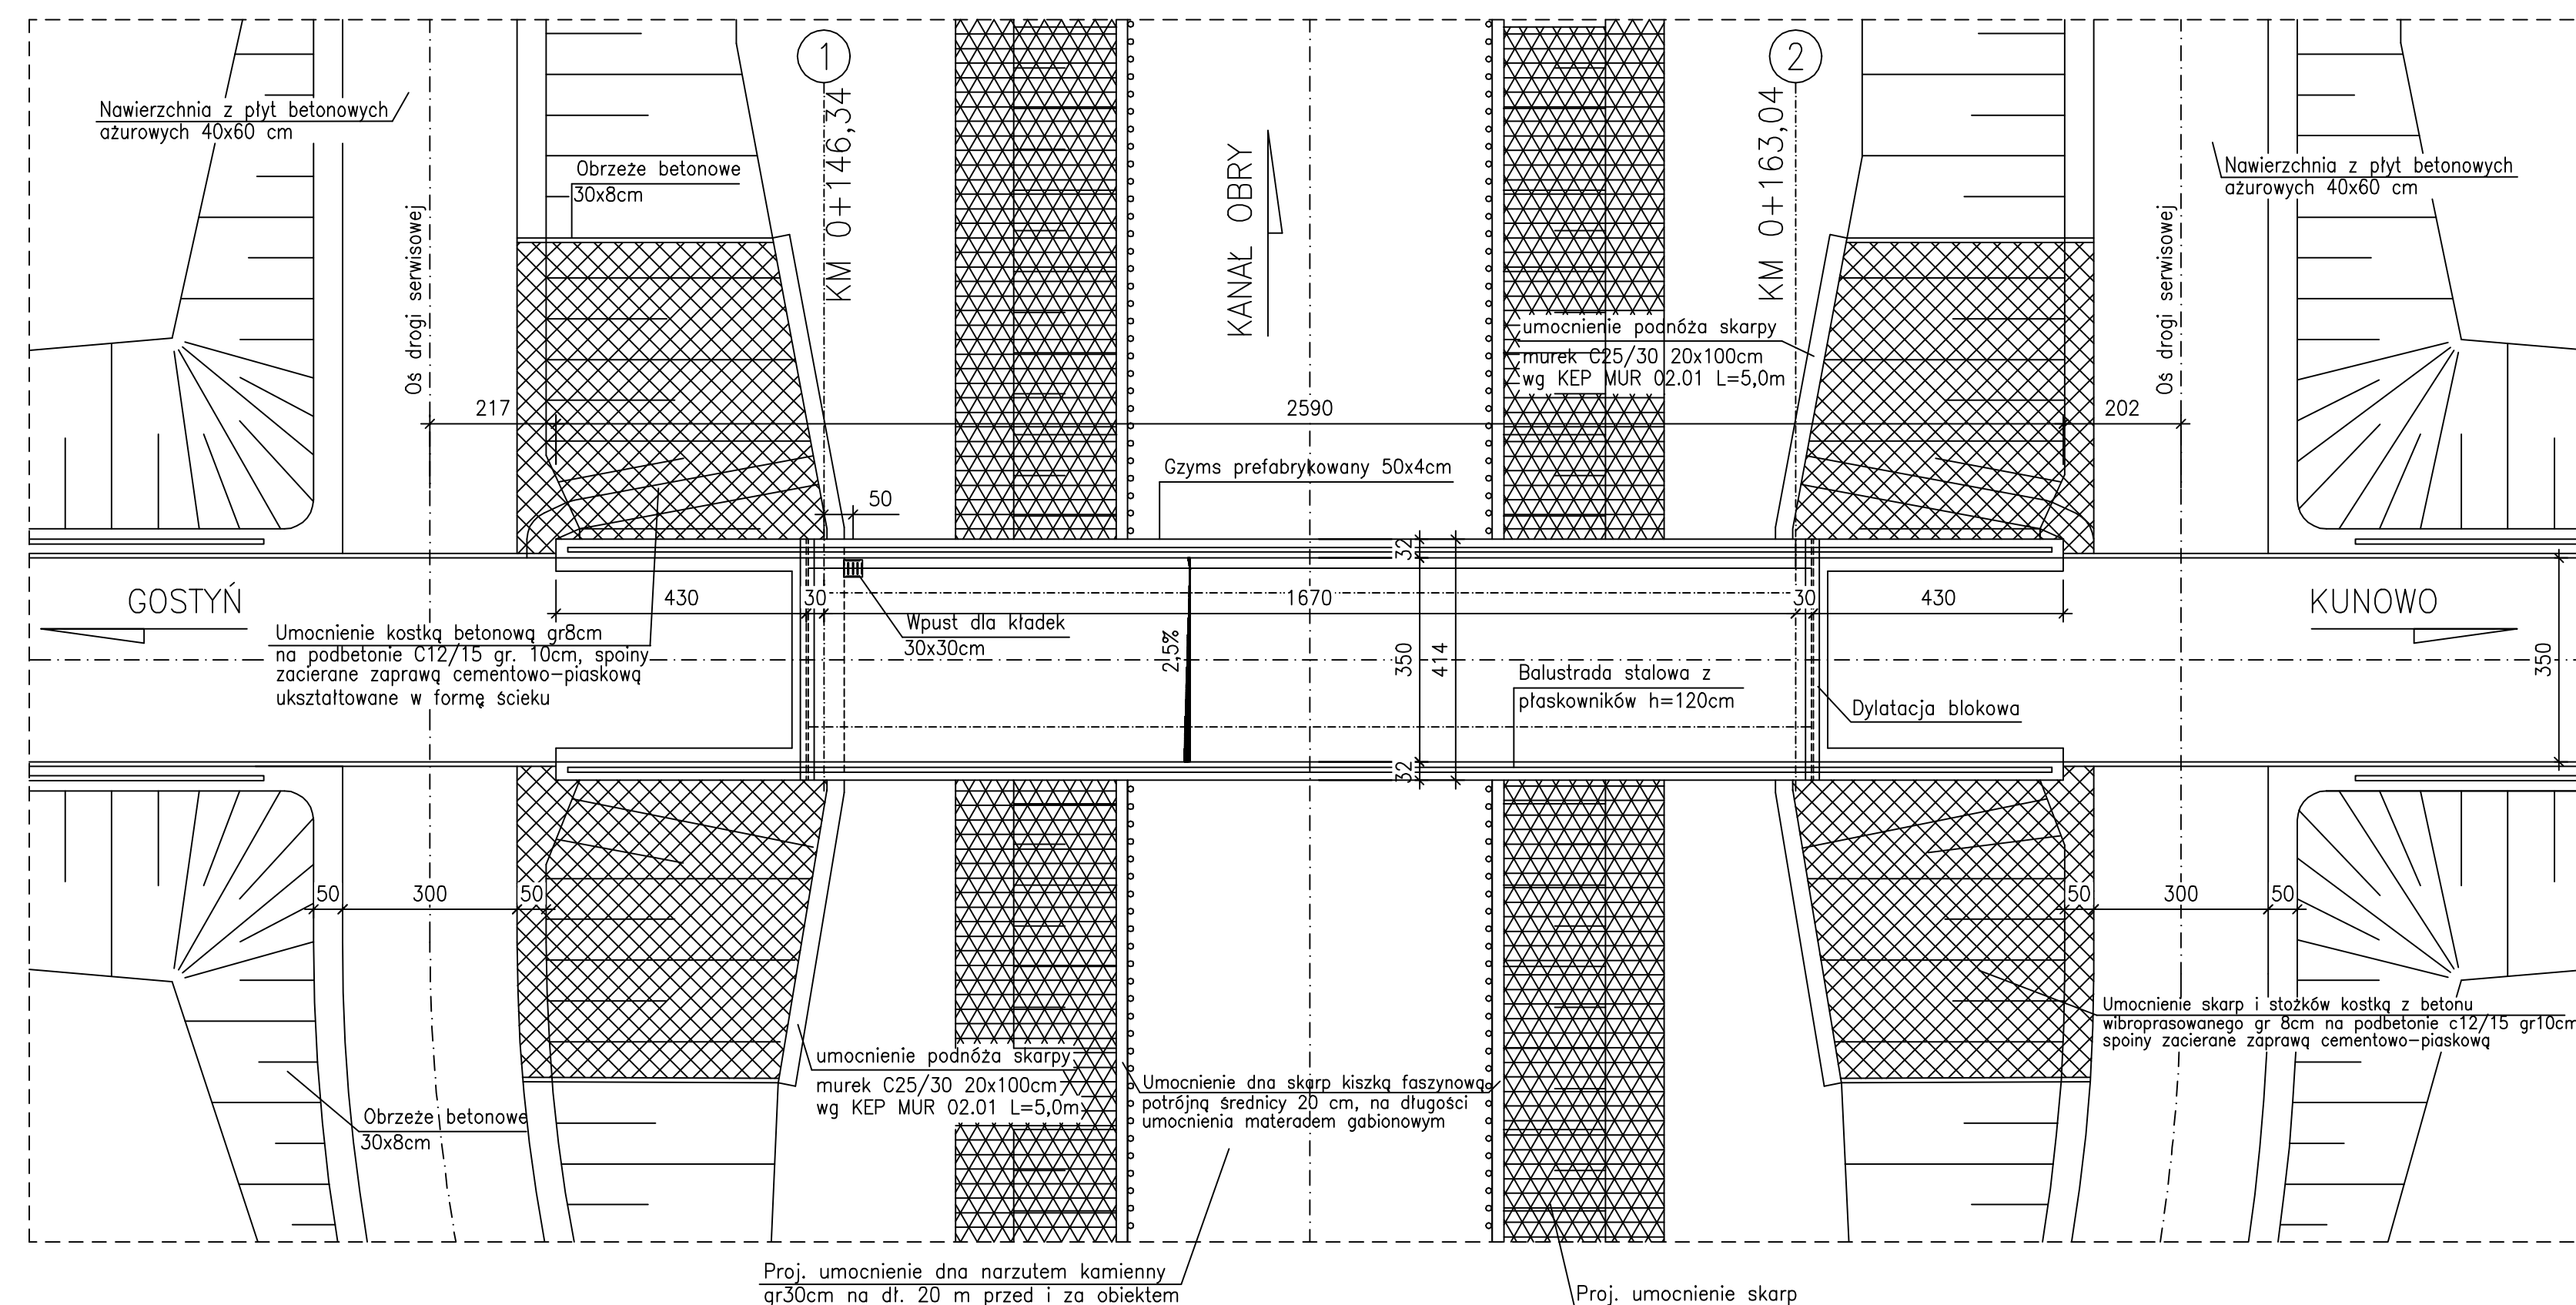 1
2
KM 0+146,34
KM 0+163,04
KANAŁ OBRY
Nawierzchnia z płyt betonowych
ażurowych 40x60 cm
Obrzeże betonowe
30x8cm
Nawierzchnia z płyt betonowych
ażurowych 40x60 cm
Oś drogi serwisowej
Oś drogi serwisowej
umocnienie podnóża skarpy
murek C25/30 20x100cm
wg KEP MUR 02.01 L=5,0m
217
2590
202
Gzyms prefabrykowany 50x4cm
50
32
GOSTYŃ
430
30
1670
30
430
KUNOWO
Wpust dla kładek
30x30cm
Umocnienie kostką betonową gr8cm
na podbetonie C12/15 gr. 10cm, spoiny
zacierane zaprawą cementowo-piaskową
ukształtowane w formę ścieku
2,5%
350
414
350
Balustrada stalowa z
płaskowników h=120cm
Dylatacja blokowa
32
50
300
50
50
300
50
Umocnienie skarp i stożków kostką z betonu
wibroprasowanego gr 8cm na podbetonie c12/15 gr10cm
spoiny zacierane zaprawą cementowo-piaskową
umocnienie podnóża skarpy
murek C25/30 20x100cm
wg KEP MUR 02.01 L=5,0m
Umocnienie dna skarp kiszką faszynową
potrójną średnicy 20 cm, na długości
umocnienia materacem gabionowym
Obrzeże betonowe
30x8cm
Proj. umocnienie dna narzutem kamienny
gr30cm na dł. 20 m przed i za obiektem
Proj. umocnienie skarp